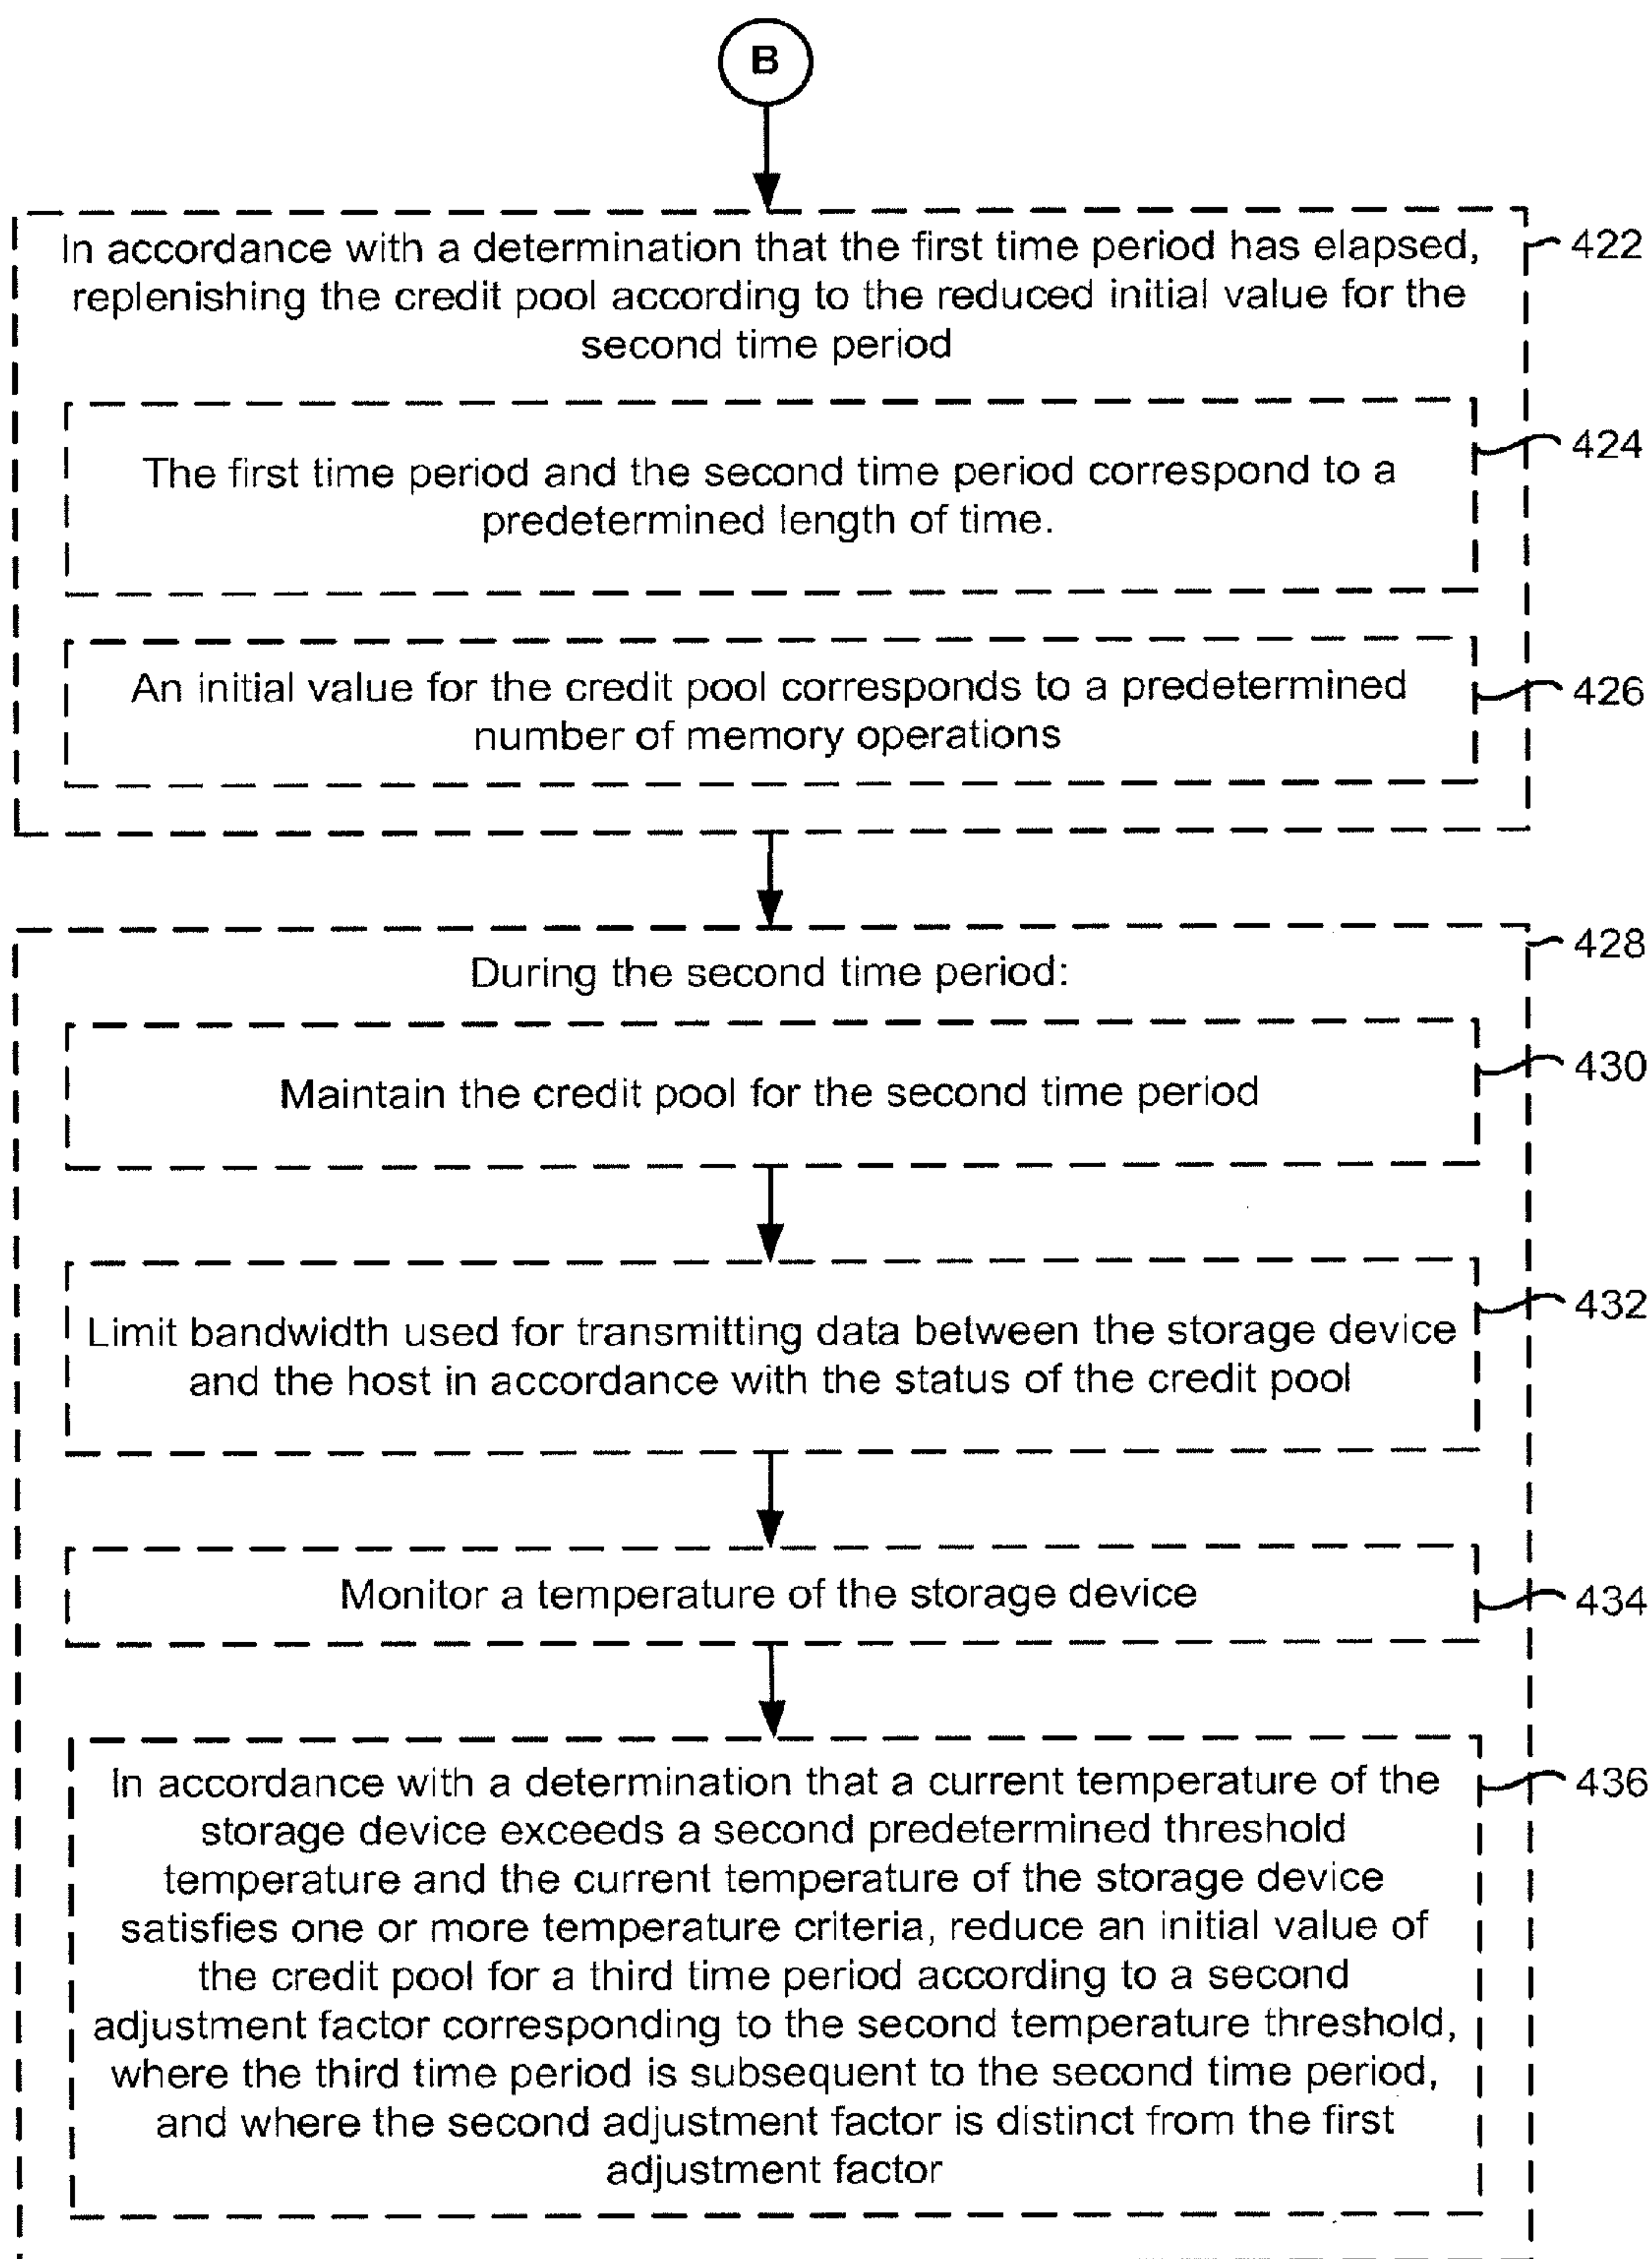 B
In accordance with a determination that the first time period has elapsed,
replenishing the credit pool according to the reduced initial value for the
second time period
422
The first time period and the second time period correspond to a
predetermined length of time.
424
An initial value for the credit pool corresponds to a predetermined
number of memory operations
426
During the second time period:
428
Maintain the credit pool for the second time period
430
Limit bandwidth used for transmitting data between the storage device
and the host in accordance with the status of the credit pool
432
Monitor a temperature of the storage device
434
In accordance with a determination that a current temperature of the
storage device exceeds a second predetermined threshold
temperature and the current temperature of the storage device
satisfies one or more temperature criteria, reduce an initial value of
the credit pool for a third time period according to a second
adjustment factor corresponding to the second temperature threshold,
where the third time period is subsequent to the second time period,
and where the second adjustment factor is distinct from the first
adjustment factor
436